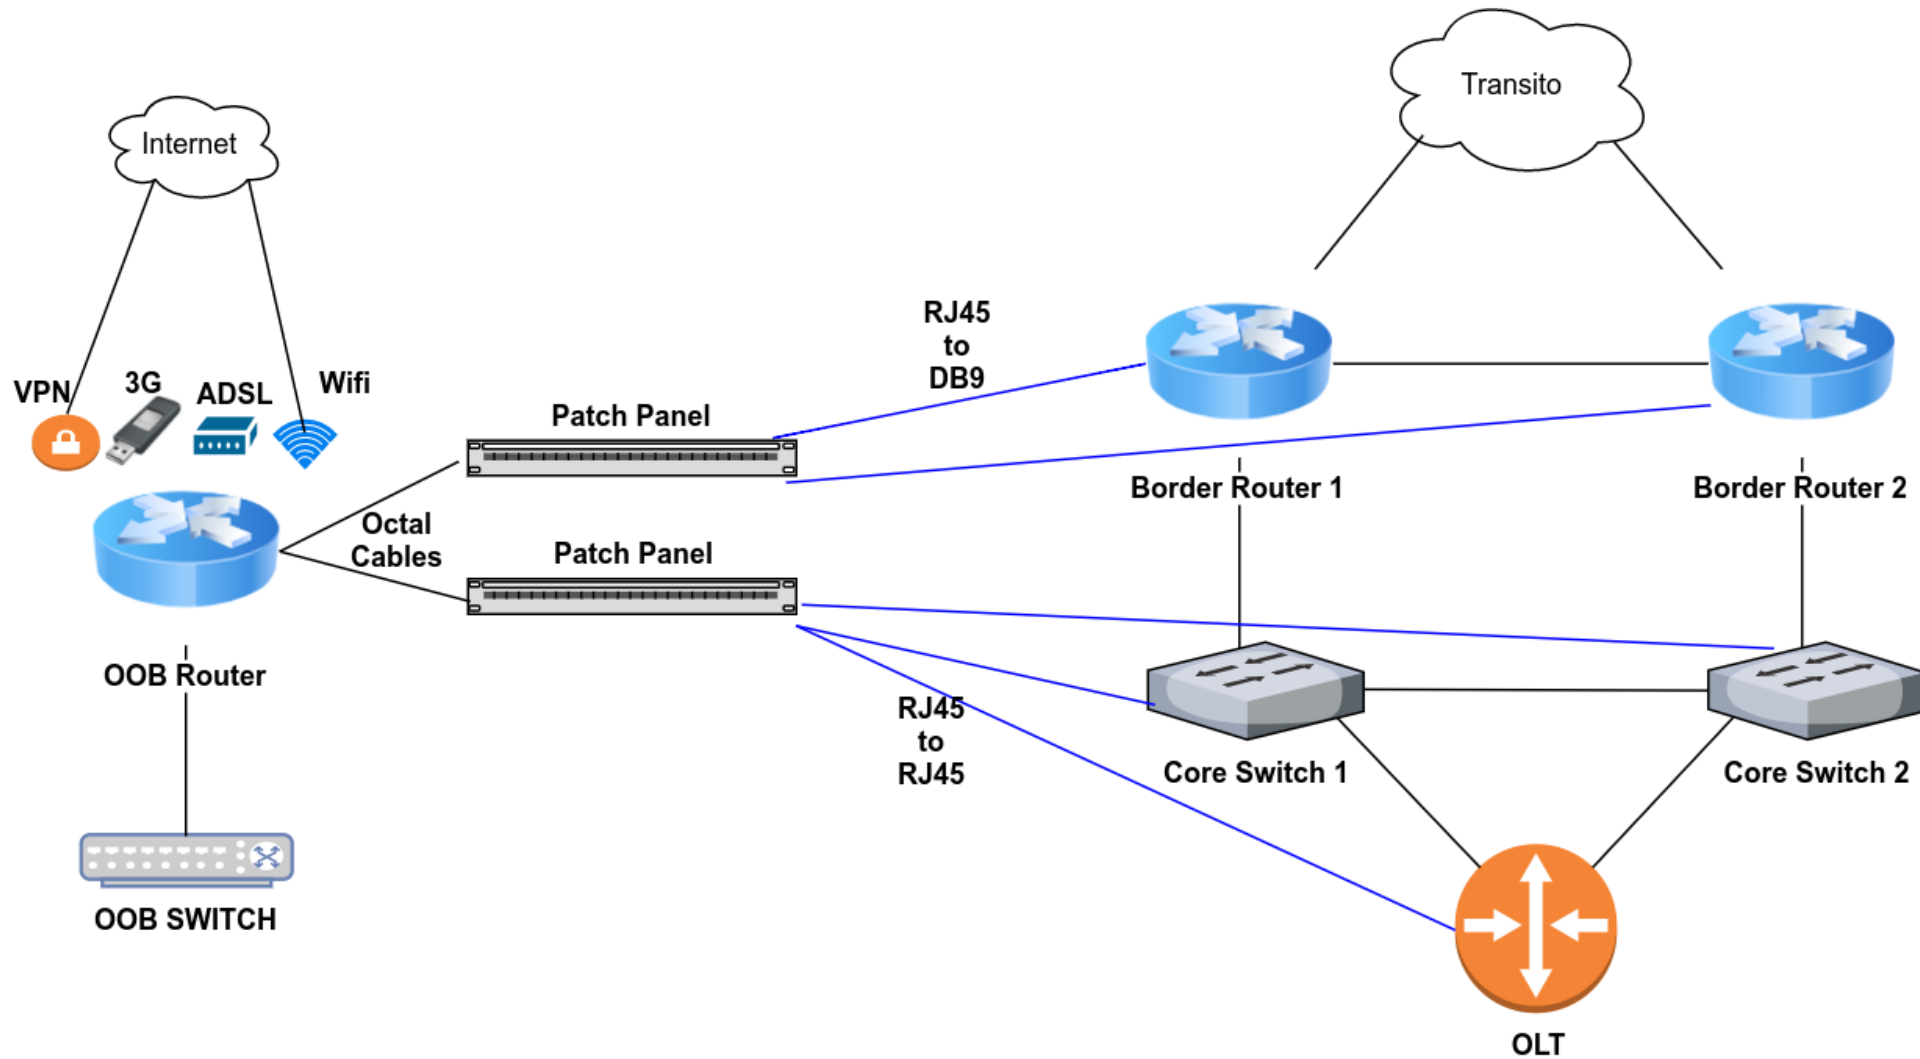 Transito
Internet
VPN
3G
ADSL
Wifi
RJ45
to
DB9
Patch Panel
Octal
Cables
Patch Panel
Border Router 1
Border Router 2
OOB Router
RJ45
to
RJ45
Core Switch 1
Core Switch 2
OOB SWITCH
OLT